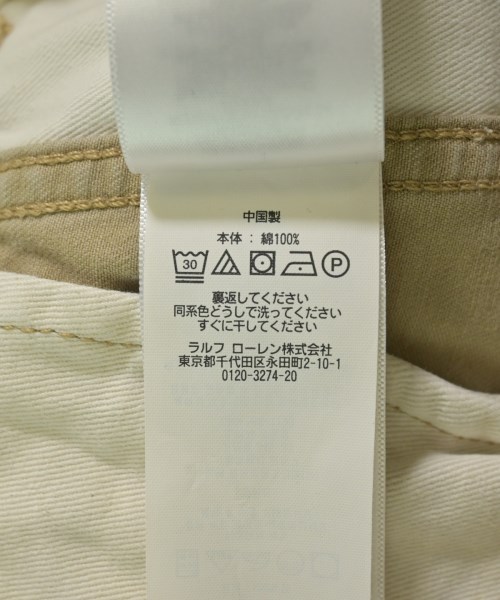 中国製
本体 : 綿100%
30 P
裏返してください
同系色どうしで洗ってください
すぐに干してください
ラルフ ローレン株式会社
東京都千代田区永田町2-10-1
0120-3274-20